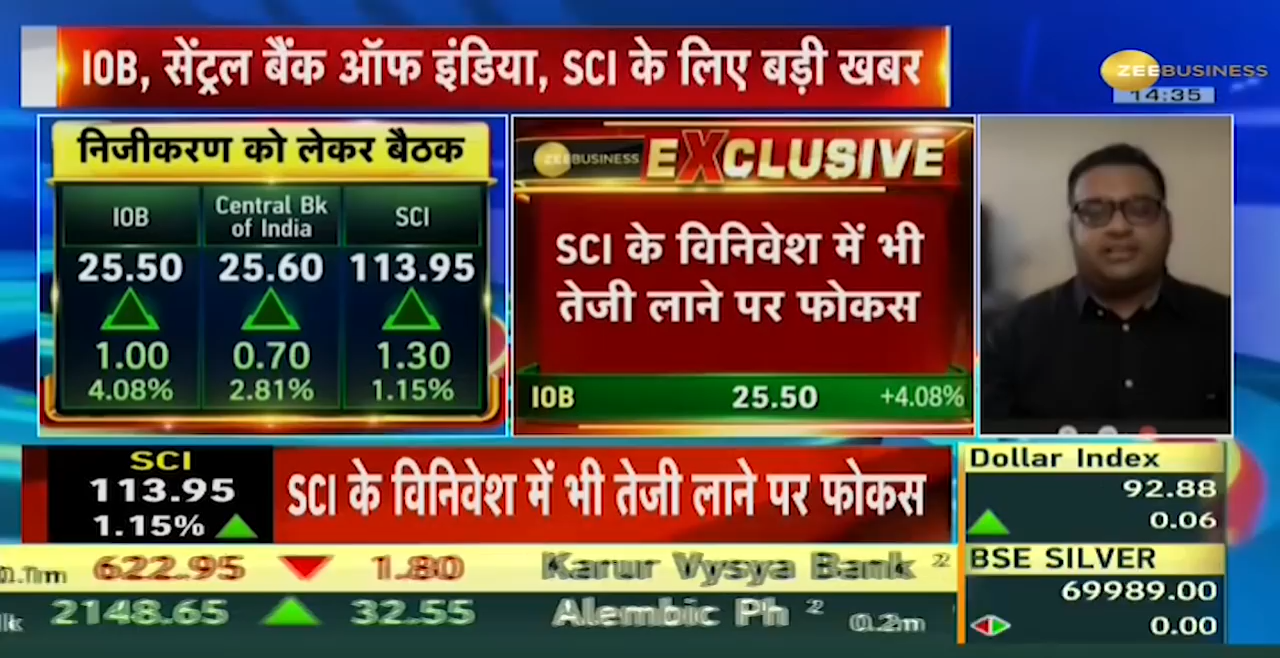 IOB, सेंट्रल बैंक ऑफ इंडिया, SCI के लिए बड़ी खबर
ZEEBUSINESS
14:35
निजीकरण को लेकर बैठक
IOB
Central Bk
of India
SCI
25.50
25.60
113.95
1.00
0.70
1.30
4.08%
2.81%
1.15%
ZEEBUSINESS EXCLUSIVE
SCI के विनिवेश में भी
तेजी लाने पर फोकस
IOB 25.50 +4.08%
SCI
113.95
1.15%
SCI के विनिवेश में भी तेजी लाने पर फोकस
Dollar Index
92.88
0.06
BSE SILVER
69989.00
0.00
622.95 1.80 Karur Vysya Bank
2148.65 32.55 Alembic Ph 0.2m